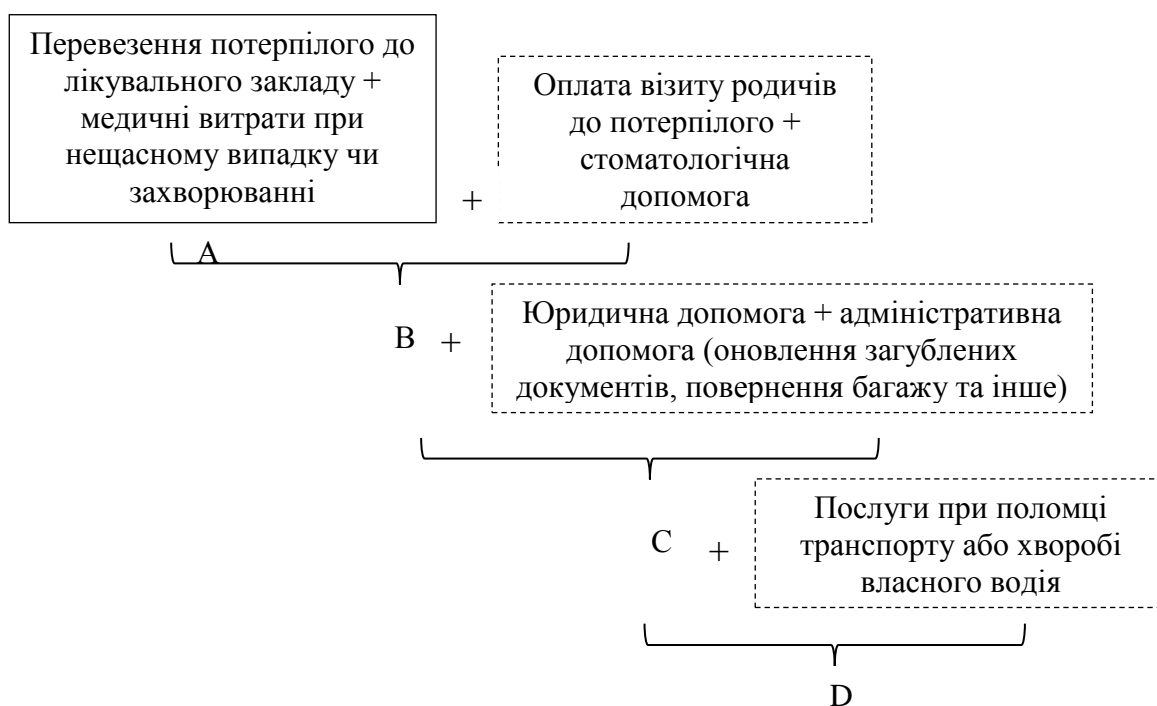 Перевезення потерпілого до
лікувального закладу +
медичні витрати при
нещасному випадку чи
захворюванні
+
Оплата візиту родичів
до потерпілого +
стоматологічна
допомога
A
B +
Юридична допомога + адміністративна
допомога (оновлення загублених
документів, повернення багажу та інше)
C +
Послуги при поломці
транспорту або хворобі
власного водія
D